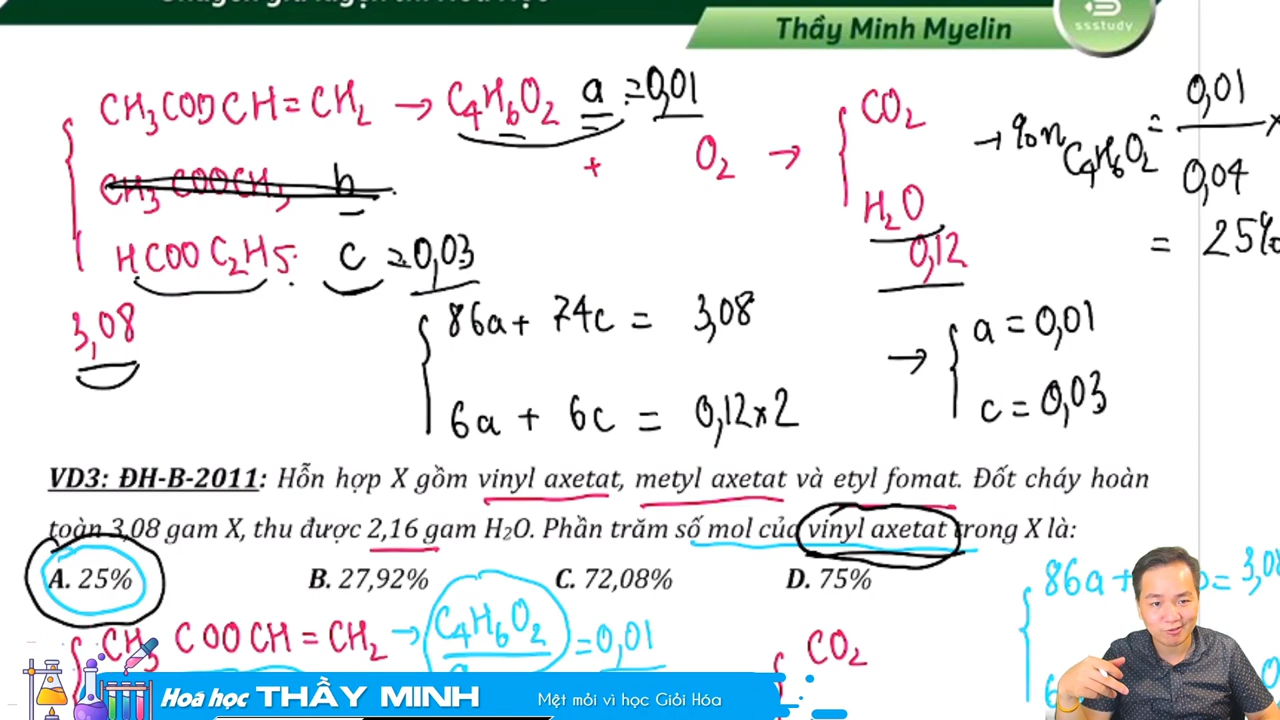 Thầy Minh Myelin
ssstudy
CH3COOCH=CH2 → C4H6O2 a = 0,01
+ O2 → CO2
H2O
0,12
→ %n C4H6O2 = 0,01 / 0,04 x
= 25%
CH3COOCH3 b
HCOOC2H5 c = 0,03
3,08
86a + 74c = 3,08
6a + 6c = 0,12×2
→ a = 0,01
c = 0,03
VD3: ĐH-B-2011: Hỗn hợp X gồm vinyl axetat, metyl axetat và etyl fomat. Đốt cháy hoàn
toàn 3,08 gam X, thu được 2,16 gam H2O. Phần trăm số mol của vinyl axetat trong X là:
A. 25% B. 27,92% C. 72,08% D. 75%
86a + = 3,08
CH3COOCH=CH2 → C4H6O2 = 0,01
CO2
Hoá học THẦY MINH Mệt mỏi vì học Giỏi Hóa